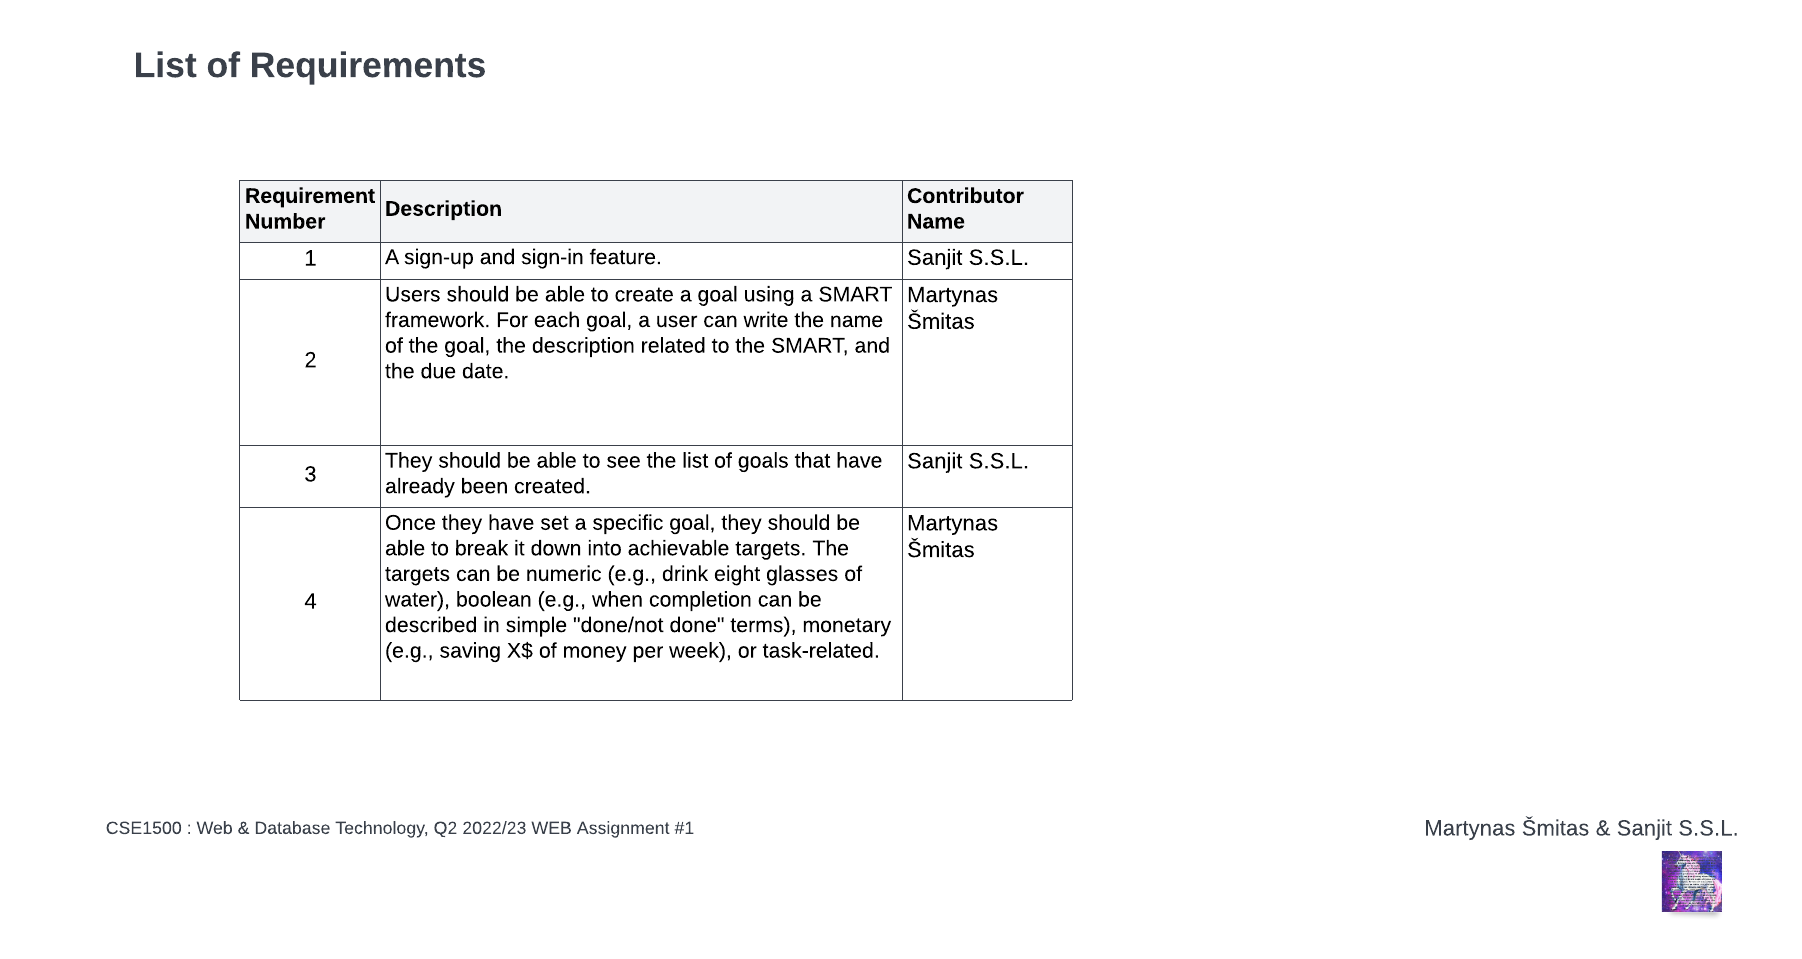 List of Requirements
Requirement
Number
Description
Contributor
Name
1
A sign-up and sign-in feature.
Sanjit S.S.L.
2
Users should be able to create a goal using a SMART
framework. For each goal, a user can write the name
of the goal, the description related to the SMART, and
the due date.
Martynas
Šmitas
3
They should be able to see the list of goals that have
already been created.
Sanjit S.S.L.
4
Once they have set a specific goal, they should be
able to break it down into achievable targets. The
targets can be numeric (e.g., drink eight glasses of
water), boolean (e.g., when completion can be
described in simple "done/not done" terms), monetary
(e.g., saving X$ of money per week), or task-related.
Martynas
Šmitas
CSE1500 : Web & Database Technology, Q2 2022/23 WEB Assignment #1
Martynas Šmitas & Sanjit S.S.L.